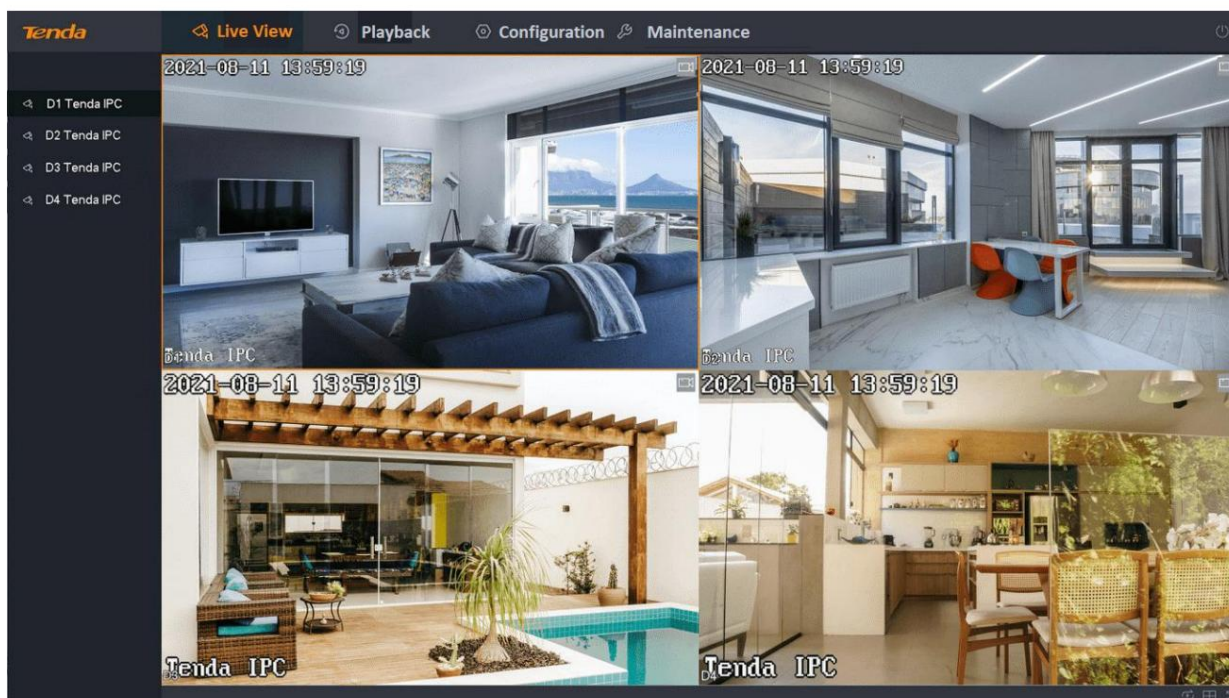 Tenda
Live View
Playback
Configuration
Maintenance
D1 Tenda IPC
D2 Tenda IPC
D3 Tenda IPC
D4 Tenda IPC
2021-08-11 13:59:19
2021-08-11 13:59:19
Tenda IPC
Tenda IPC
2021-08-11 13:59:19
2021-08-11 13:59:19
Tenda IPC
Tenda IPC